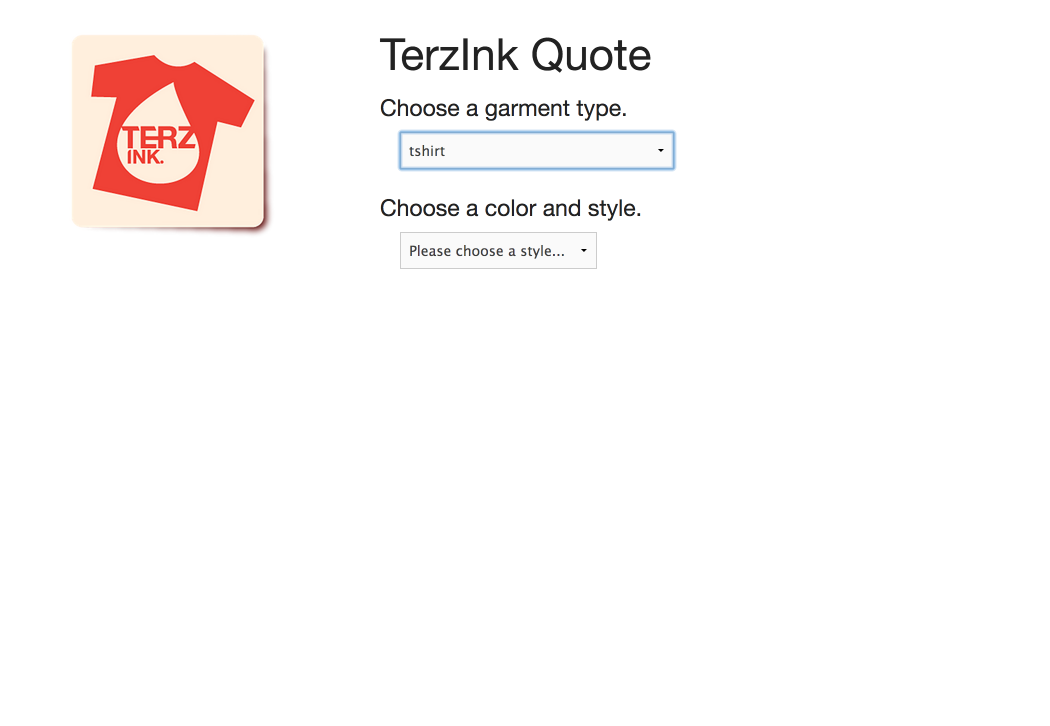 TERZ
INK.
TerzInk Quote
Choose a garment type.
tshirt
Choose a color and style.
Please choose a style...